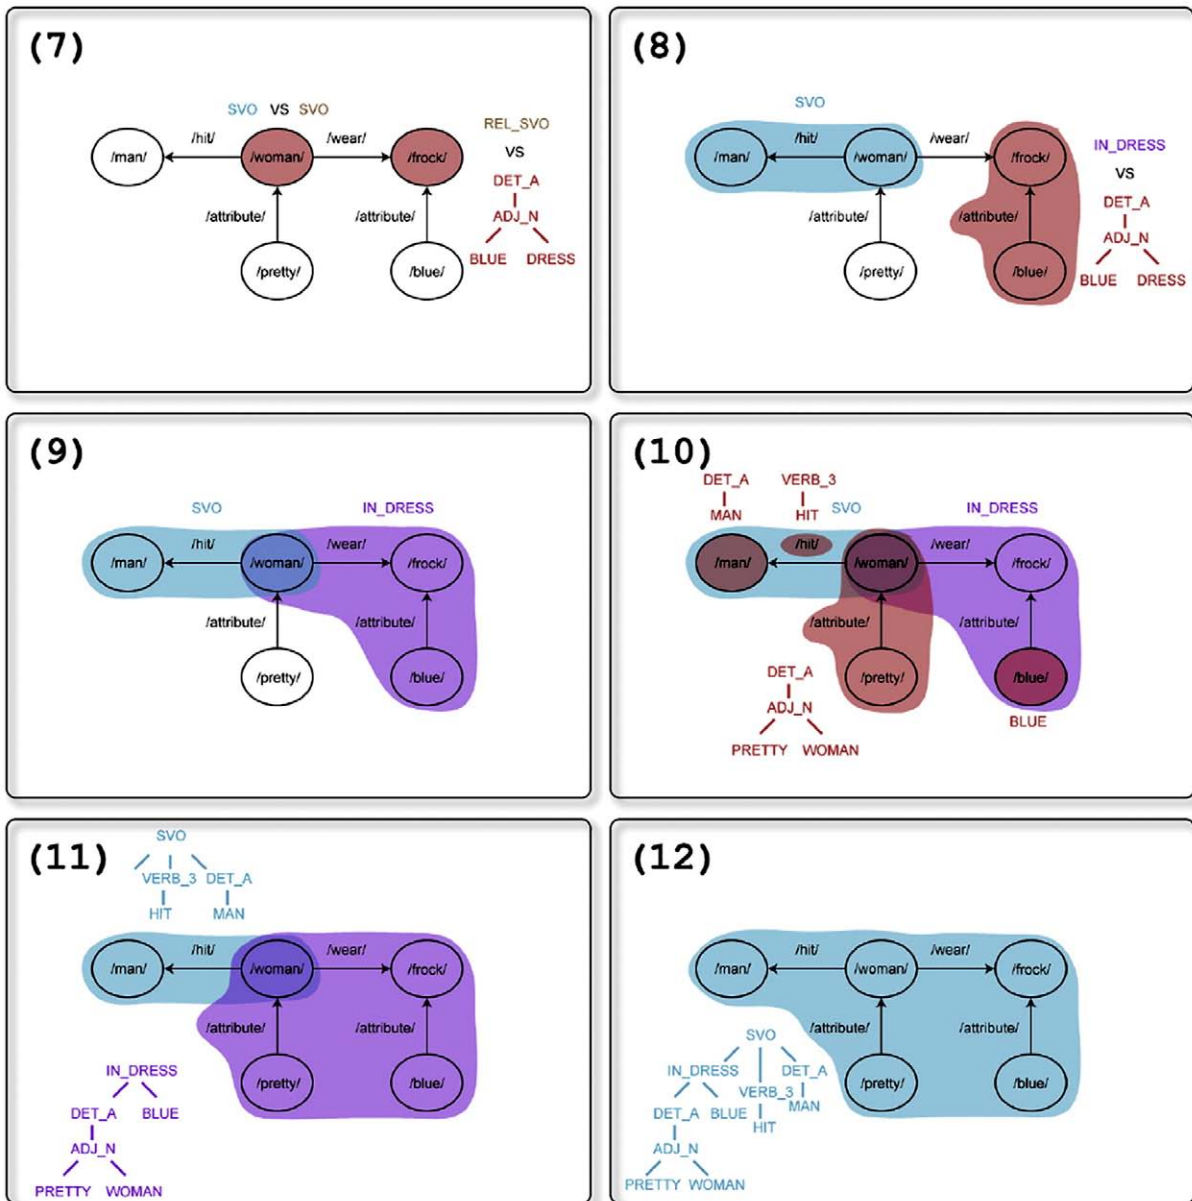 (7)
SVO VS SVO
/hit/ /wear/
/man/ /woman/ /frock/
/attribute/ /attribute/
/pretty/ /blue/
REL_SVO
VS
DET_A
ADJ_N
BLUE DRESS
(8)
SVO
/hit/ /wear/
/man/ /woman/ /frock/
/attribute/ /attribute/
/pretty/ /blue/
IN_DRESS
VS
DET_A
ADJ_N
BLUE DRESS
(9)
SVO IN_DRESS
/hit/ /wear/
/man/ /woman/ /frock/
/attribute/ /attribute/
/pretty/ /blue/
(10)
DET_A VERB_3
MAN HIT SVO IN_DRESS
/hit/ /wear/
/man/ /woman/ /frock/
/attribute/ /attribute/
/pretty/ /blue/
DET_A
ADJ_N
PRETTY WOMAN
BLUE
(11)
SVO
VERB_3 DET_A
HIT MAN
/hit/ /wear/
/man/ /woman/ /frock/
/attribute/ /attribute/
/pretty/ /blue/
IN_DRESS
DET_A BLUE
ADJ_N
PRETTY WOMAN
(12)
/hit/ /wear/
/man/ /woman/ /frock/
/attribute/ /attribute/
/pretty/ /blue/
SVO
IN_DRESS VERB_3 DET_A
DET_A BLUE HIT MAN
ADJ_N
PRETTY WOMAN